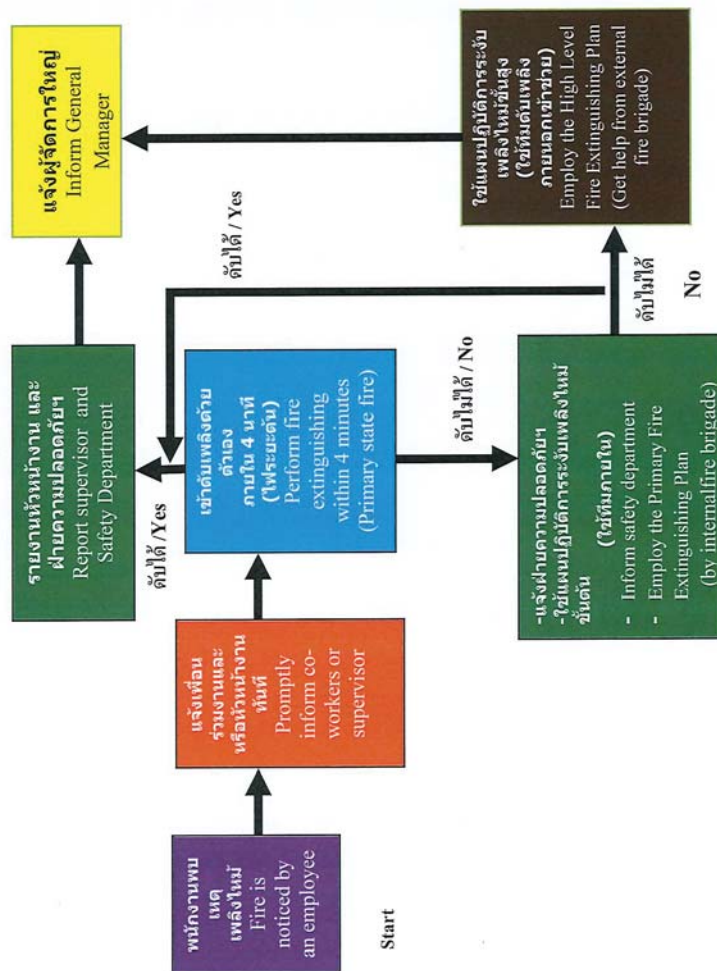 พนักงานพบ
เหตุ
เพลิงไหม้
Fire is
noticed by
an employee
Start
แจ้งเพื่อน
ร่วมงานและ
หรือหัวหน้างาน
ทันที
Promptly
inform co-
workers or
supervisor
เข้าดับเพลิงด้วย
ตัวเอง
ภายใน 4 นาที
(ไฟระยะต้น)
Perform fire
extinguishing
within 4 minutes
(Primary state fire)
ดับได้ /Yes
รายงานหัวหน้างาน และ
ฝ่ายความปลอดภัยฯ
Report supervisor and
Safety Department
แจ้งผู้จัดการใหญ่
Inform General
Manager
ดับไม่ได้ / No
-แจ้งฝ่ายความปลอดภัยฯ
-ใช้แผนปฏิบัติการระงับเพลิงไหม้
ขั้นต้น (ใช้ทีมภายใน)
- Inform safety department
- Employ the Primary Fire
Extinguishing Plan
(by internalfire brigade)
ดับได้ / Yes
ดับไม่ได้
No
ใช้แผนปฏิบัติการระงับ
เพลิงไหม้ขั้นสูง
(ใช้ทีมดับเพลิง
ภายนอกเข้าช่วย)
Employ the High Level
Fire Extinguishing Plan
(Get help from external
fire brigade)